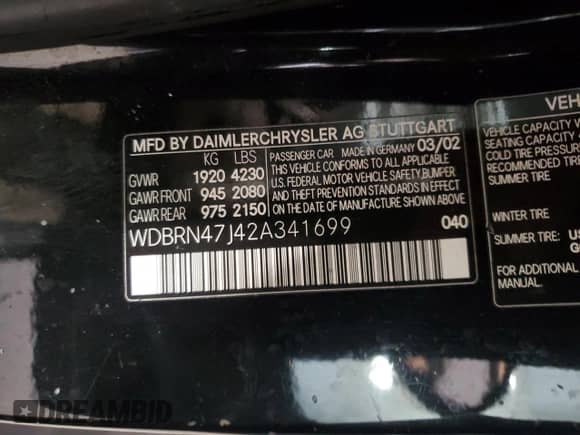 MFD BY DAIMLERCHRYSLER AG STUTTGART
KG LBS
GVWR 1920 4230
GAWR FRONT 945 2080
GAWR REAR 975 2150
PASSENGER CAR MADE IN GERMANY 03/02
THIS VEHICLE CONFORMS TO ALL APPLICABLE
U.S. FEDERAL MOTOR VEHICLE SAFETY,BUMPER
AND THEFT PREVENTION STANDARDS IN EFFECT
ON THE DATE OF MANUFACTURE SHOWN ABOVE
WDBRN47J42A341699 040
VEH
VEHICLE CAPACITY W
SEATING CAPACITY
COLD TIRE PRESSU
RECOMMENDED TIRE
WINTER TIRE
SUMMER TIRE: US
FOR ADDITIONAL
MANUAL
DREAMBID